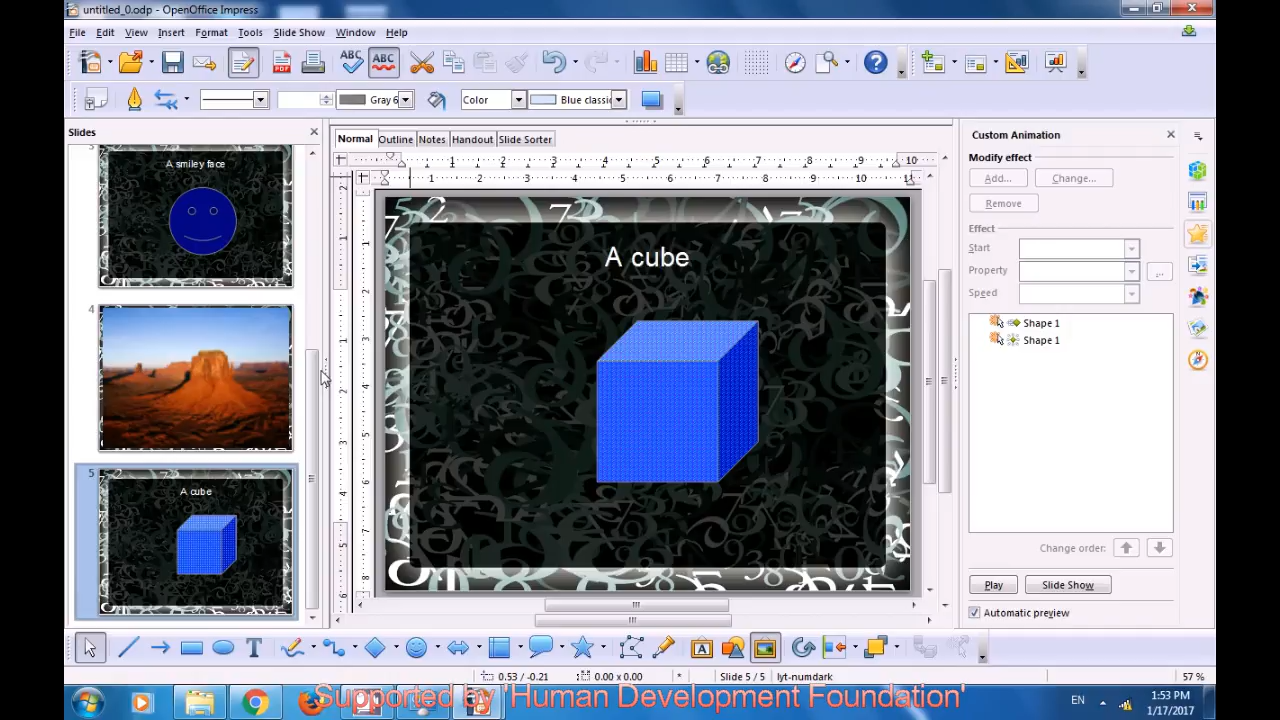 untitled_0.odp - OpenOffice Impress
File Edit View Insert Format Tools Slide Show Window Help
Gray 6 Color Blue classic
Slides
Normal Outline Notes Handout Slide Sorter
Custom Animation
Modify effect
Add... Change...
Remove
Effect
Start
Property
...
Speed
Shape 1
Shape 1
Change order:
Play Slide Show
Automatic preview
A smiley face
4
5
A cube
A cube
0.53 / -0.21 0.00 x 0.00 * Slide 5 / 5 lyt-numdark 57 %
Supported by 'Human Development Foundation'
EN 1:53 PM
1/17/2017